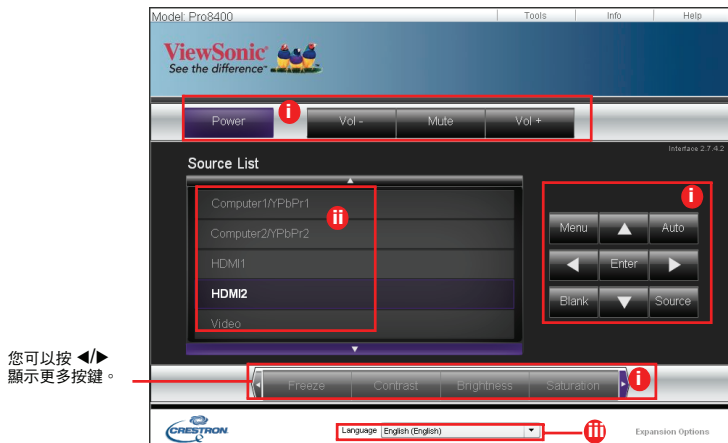 Model: Pro8400
Tools
Info
Help
ViewSonic®
See the difference™
Power
i
Vol -
Mute
Vol +
Interface 2.7.4.2
Source List
Computer1/YPbPr1
ii
Computer2/YPbPr2
HDMI1
HDMI2
Video
i
Menu
Auto
Enter
Blank
Source
您可以按 ◀/▶
顯示更多按鍵。
Freeze
Contrast
Brightness
Saturation
i
CRESTRON
Language English (English)
iii
Expansion Options